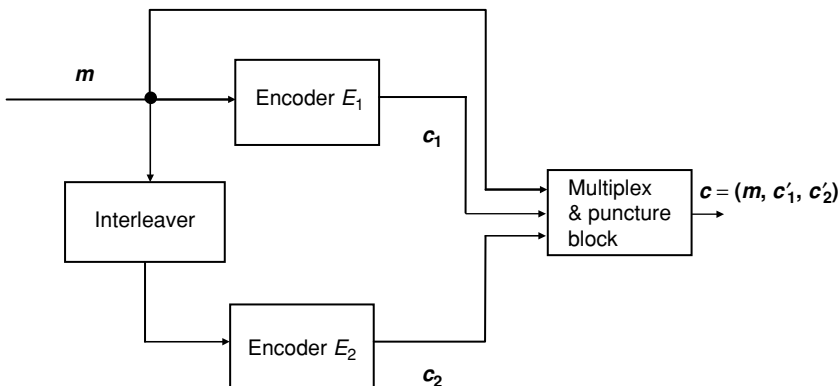 m
Encoder E1
c1
Interleaver
Multiplex
& puncture
block
c = (m, c′1, c′2)
Encoder E2
c2